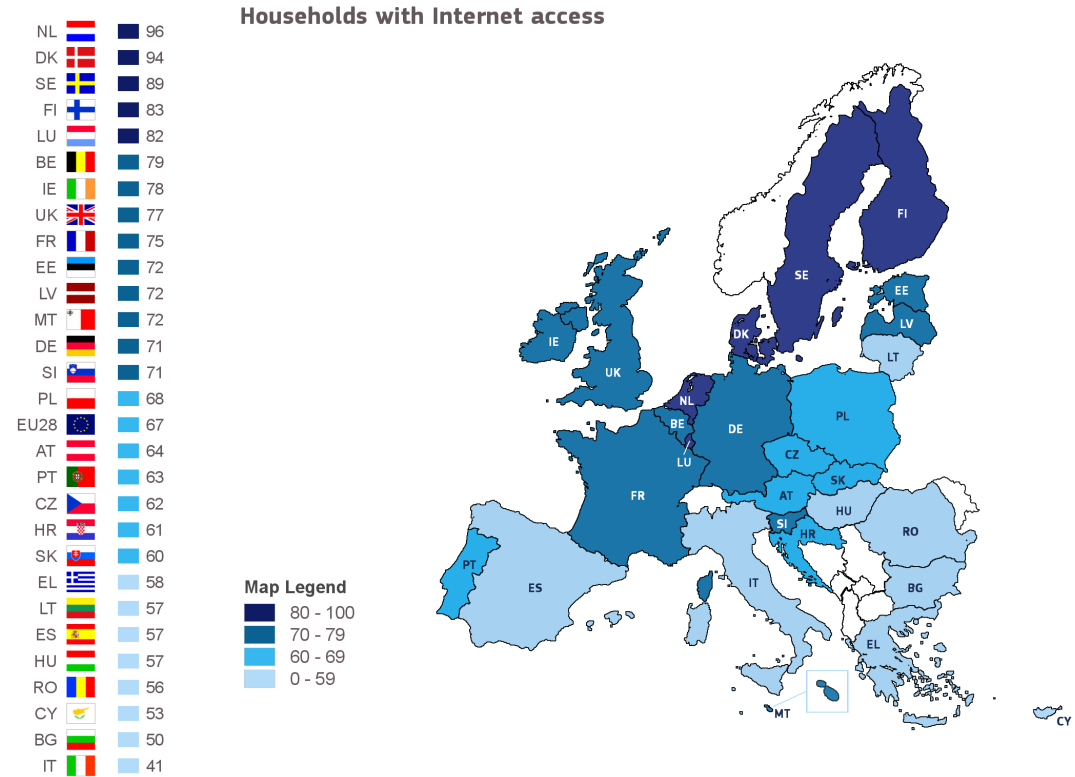 Households with Internet access
NL 96
DK 94
SE 89
FI 83
LU 82
BE 79
IE 78
UK 77
FR 75
EE 72
LV 72
MT 72
DE 71
SI 71
PL 68
EU28 67
AT 64
PT 63
CZ 62
HR 61
SK 60
EL 58
LT 57
ES 57
HU 57
RO 56
CY 53
BG 50
IT 41
Map Legend
80 - 100
70 - 79
60 - 69
0 - 59
FI
SE
EE
LV
DK
IE
LT
UK
NL
PL
BE
DE
CZ
LU
SK
FR
AT
HU
SI
HR
RO
PT
IT
ES
BG
EL
MT
CY